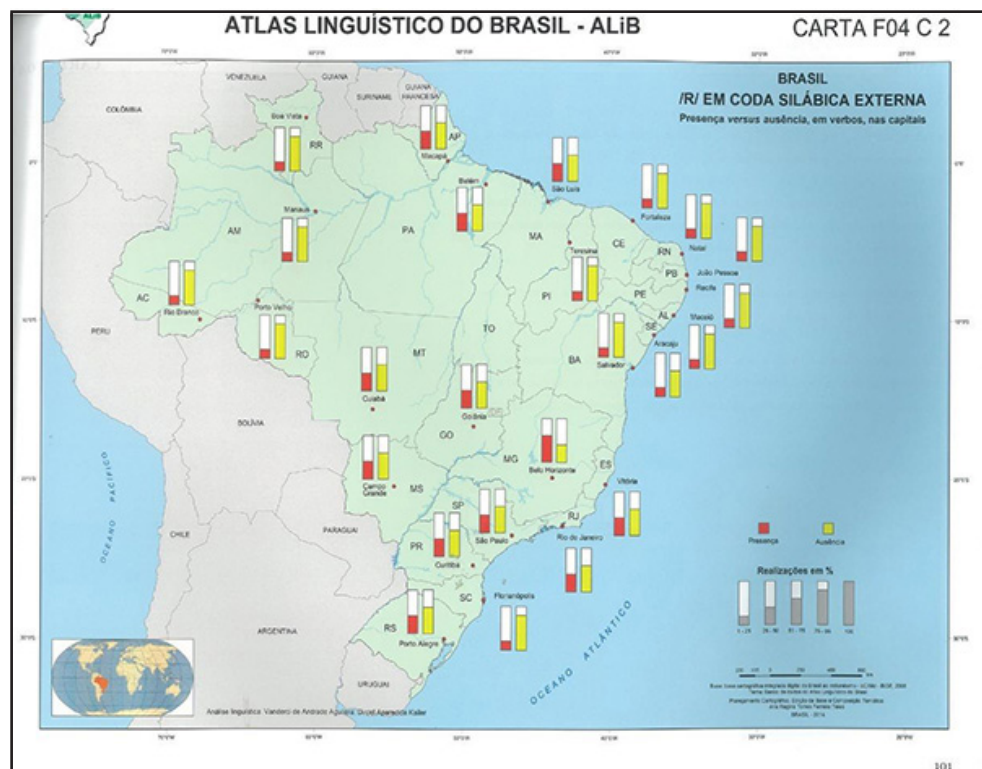 ATLAS LINGUÍSTICO DO BRASIL - ALiB
CARTA F04 C 2
BRASIL
/R/ EM CODA SILÁBICA EXTERNA
Presença versus ausência, em verbos, nas capitais
VENEZUELA
GUIANA
SURINAME
GUIANA FRANCESA
COLÔMBIA
Boa Vista
RR
AP
Macapá
Belém
São Luís
Fortaleza
Manaus
AM
PA
MA
CE
Natal
RN
Teresina
João Pessoa
PB
Recife
PI
PE
AC
Rio Branco
Porto Velho
AL
Maceió
SE
Aracaju
PERU
TO
RO
MT
BA
Salvador
Cuiabá
Goiânia
BOLÍVIA
GO
MG
Belo Horizonte
ES
Campo Grande
MS
Vitória
OCEANO PACÍFICO
SP
RJ
São Paulo
Rio de Janeiro
CHILE
PARAGUAI
PR
Curitiba
Presença
Ausência
Realizações em %
SC
Florianópolis
ARGENTINA
RS
Porto Alegre
OCEANO ATLÂNTICO
URUGUAI
BRASIL - 2014
101